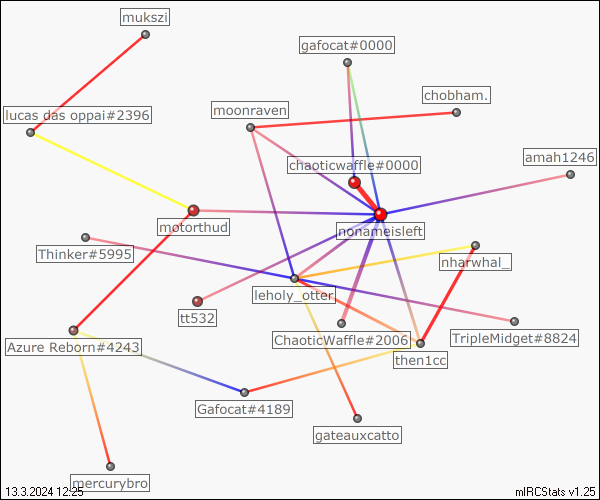 mukszi
gafocat#0000
chobham.
moonraven
lucas das oppai#2396
amah1246
chaoticwaffle#0000
motorthud
nonameisleft
Thinker#5995
nharwhal_
leholy_otter
tt532
ChaoticWaffle#2006
TripleMidget#8824
Azure Reborn#4243
then1cc
Gafocat#4189
gateauxcatto
mercurybro
13.3.2024 12:25
mIRCStats v1.25